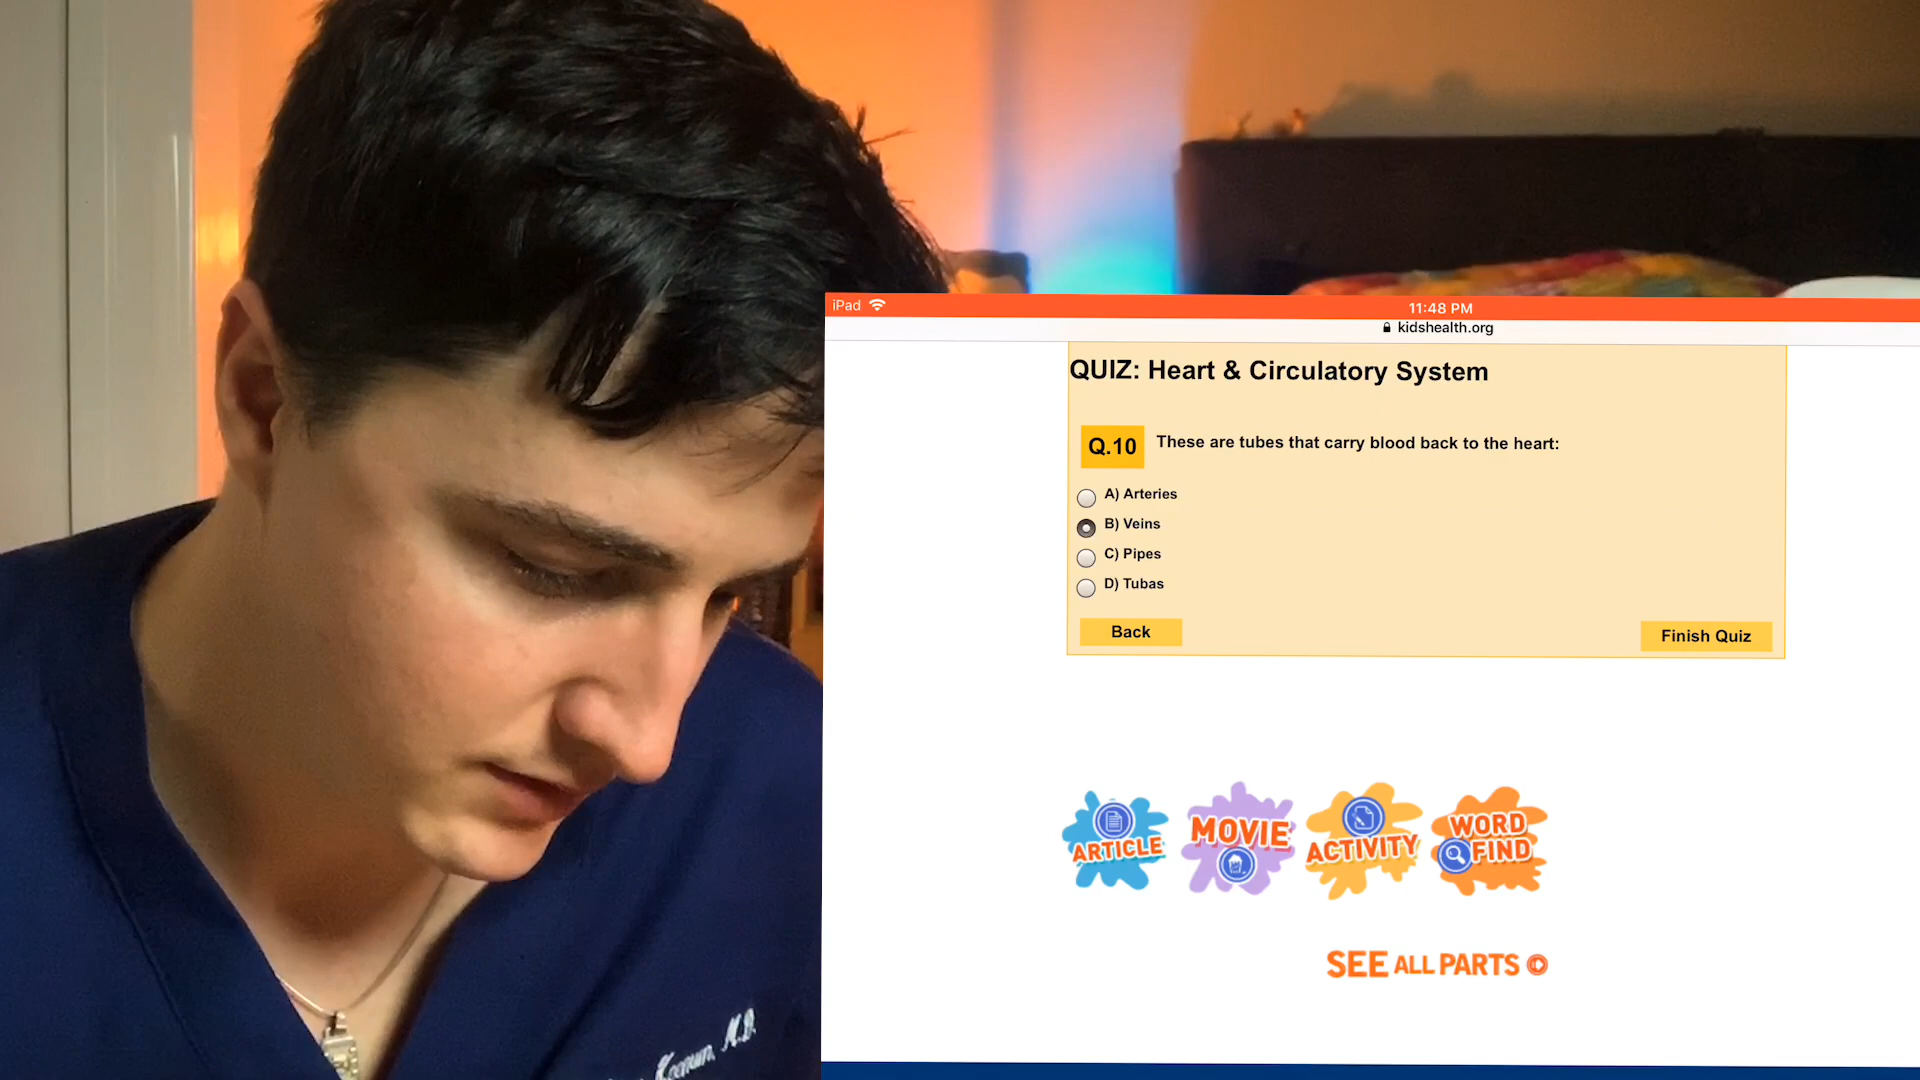 iPad
11:48 PM
kidshealth.org
QUIZ: Heart & Circulatory System
Q.10 These are tubes that carry blood back to the heart:
A) Arteries
B) Veins
C) Pipes
D) Tubas
Back
Finish Quiz
ARTICLE
MOVIE
ACTIVITY
WORD
FIND
SEE ALL PARTS
M.D.